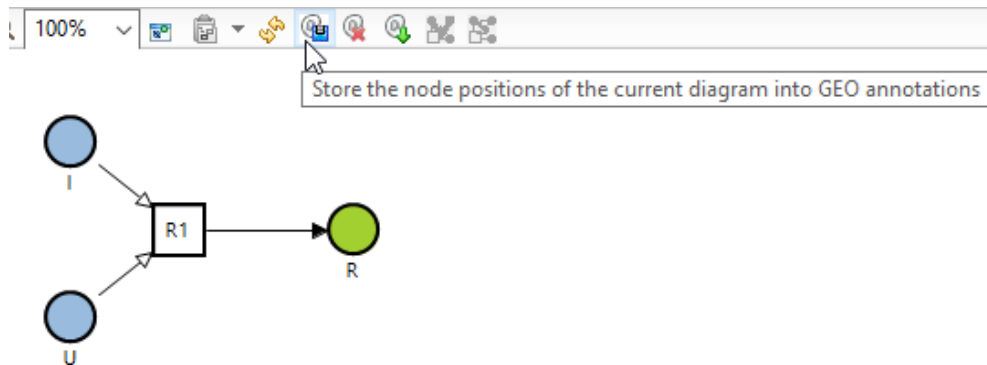 100%
Store the node positions of the current diagram into GEO annotations
I
R1
R
U